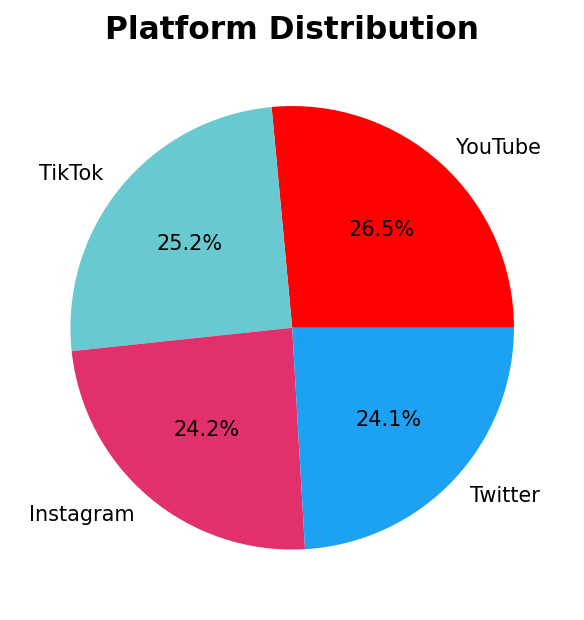 Platform Distribution
YouTube
TikTok
26.5%
25.2%
24.1%
24.2%
Twitter
Instagram